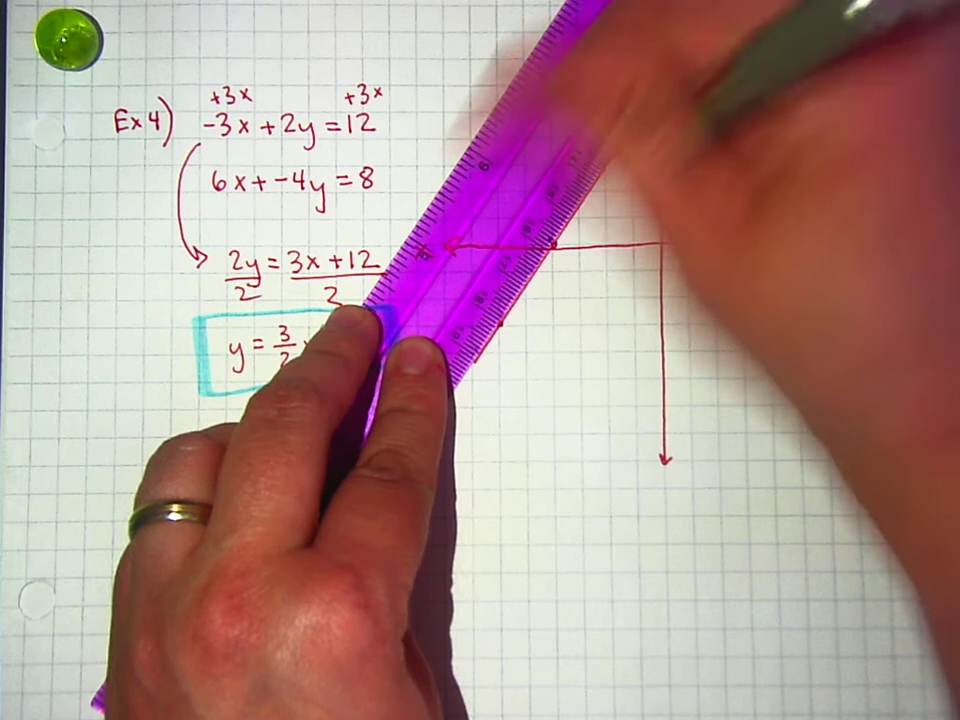 +3x +3x
Ex 4) -3x + 2y = 12
6x + -4y = 8
2y = 3x + 12
2 2
y = 3/2
x